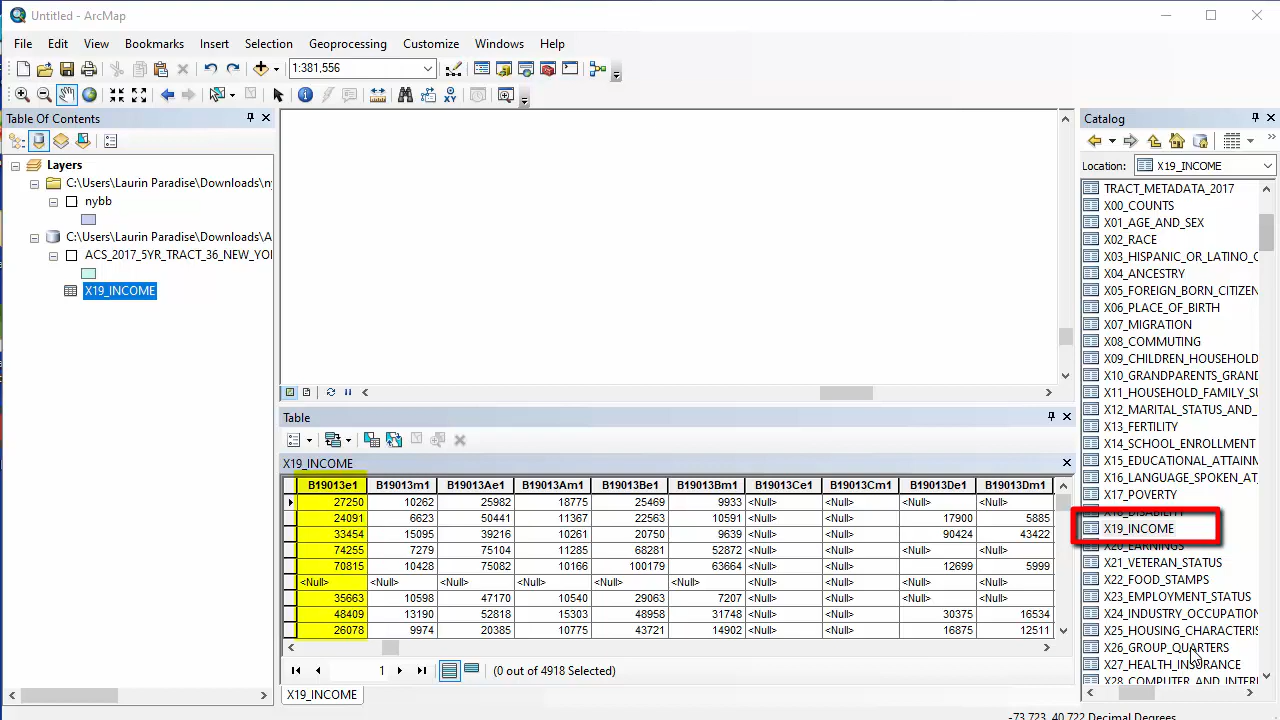 Untitled - ArcMap
File Edit View Bookmarks Insert Selection Geoprocessing Customize Windows Help
1:381,556
Table Of Contents
Layers
C:\Users\Laurin Paradise\Downloads\ny
nybb
C:\Users\Laurin Paradise\Downloads\A
ACS_2017_5YR_TRACT_36_NEW_YO
X19_INCOME
Table
X19_INCOME
B19013e1 B19013m1 B19013Ae1 B19013Am1 B19013Be1 B19013Bm1 B19013Ce1 B19013Cm1 B19013De1 B19013Dm1
27250 10262 25982 18775 25469 9933 <Null> <Null> <Null> <Null>
24091 6623 50441 11367 22563 10591 <Null> <Null> 17900 5885
33454 15095 39216 10261 20750 9639 <Null> <Null> 90424 43422
74255 7279 75104 11285 68281 52872 <Null> <Null> <Null> <Null>
70815 10428 75082 10166 100179 63664 <Null> <Null> 12699 5999
<Null> <Null> <Null> <Null> <Null> <Null> <Null> <Null> <Null> <Null>
35663 10598 47170 10540 29063 7207 <Null> <Null> <Null> <Null>
48409 13190 52818 15303 48958 31748 <Null> <Null> 30375 16534
26078 9974 20385 10775 43721 14902 <Null> <Null> 16875 12511
1 (0 out of 4918 Selected)
X19_INCOME
Catalog
Location: X19_INCOME
TRACT_METADATA_2017
X00_COUNTS
X01_AGE_AND_SEX
X02_RACE
X03_HISPANIC_OR_LATINO_O
X04_ANCESTRY
X05_FOREIGN_BORN_CITIZEN
X06_PLACE_OF_BIRTH
X07_MIGRATION
X08_COMMUTING
X09_CHILDREN_HOUSEHOLD
X10_GRANDPARENTS_GRAND
X11_HOUSEHOLD_FAMILY_SU
X12_MARITAL_STATUS_AND_
X13_FERTILITY
X14_SCHOOL_ENROLLMENT
X15_EDUCATIONAL_ATTAINM
X16_LANGUAGE_SPOKEN_AT_
X17_POVERTY
X18_DISABILITY
X19_INCOME
X20_EARNINGS
X21_VETERAN_STATUS
X22_FOOD_STAMPS
X23_EMPLOYMENT_STATUS
X24_INDUSTRY_OCCUPATION
X25_HOUSING_CHARACTERIS
X26_GROUP_QUARTERS
X27_HEALTH_INSURANCE
X28_COMPUTER_AND_INTER
-73.723 40.722 Decimal Degrees